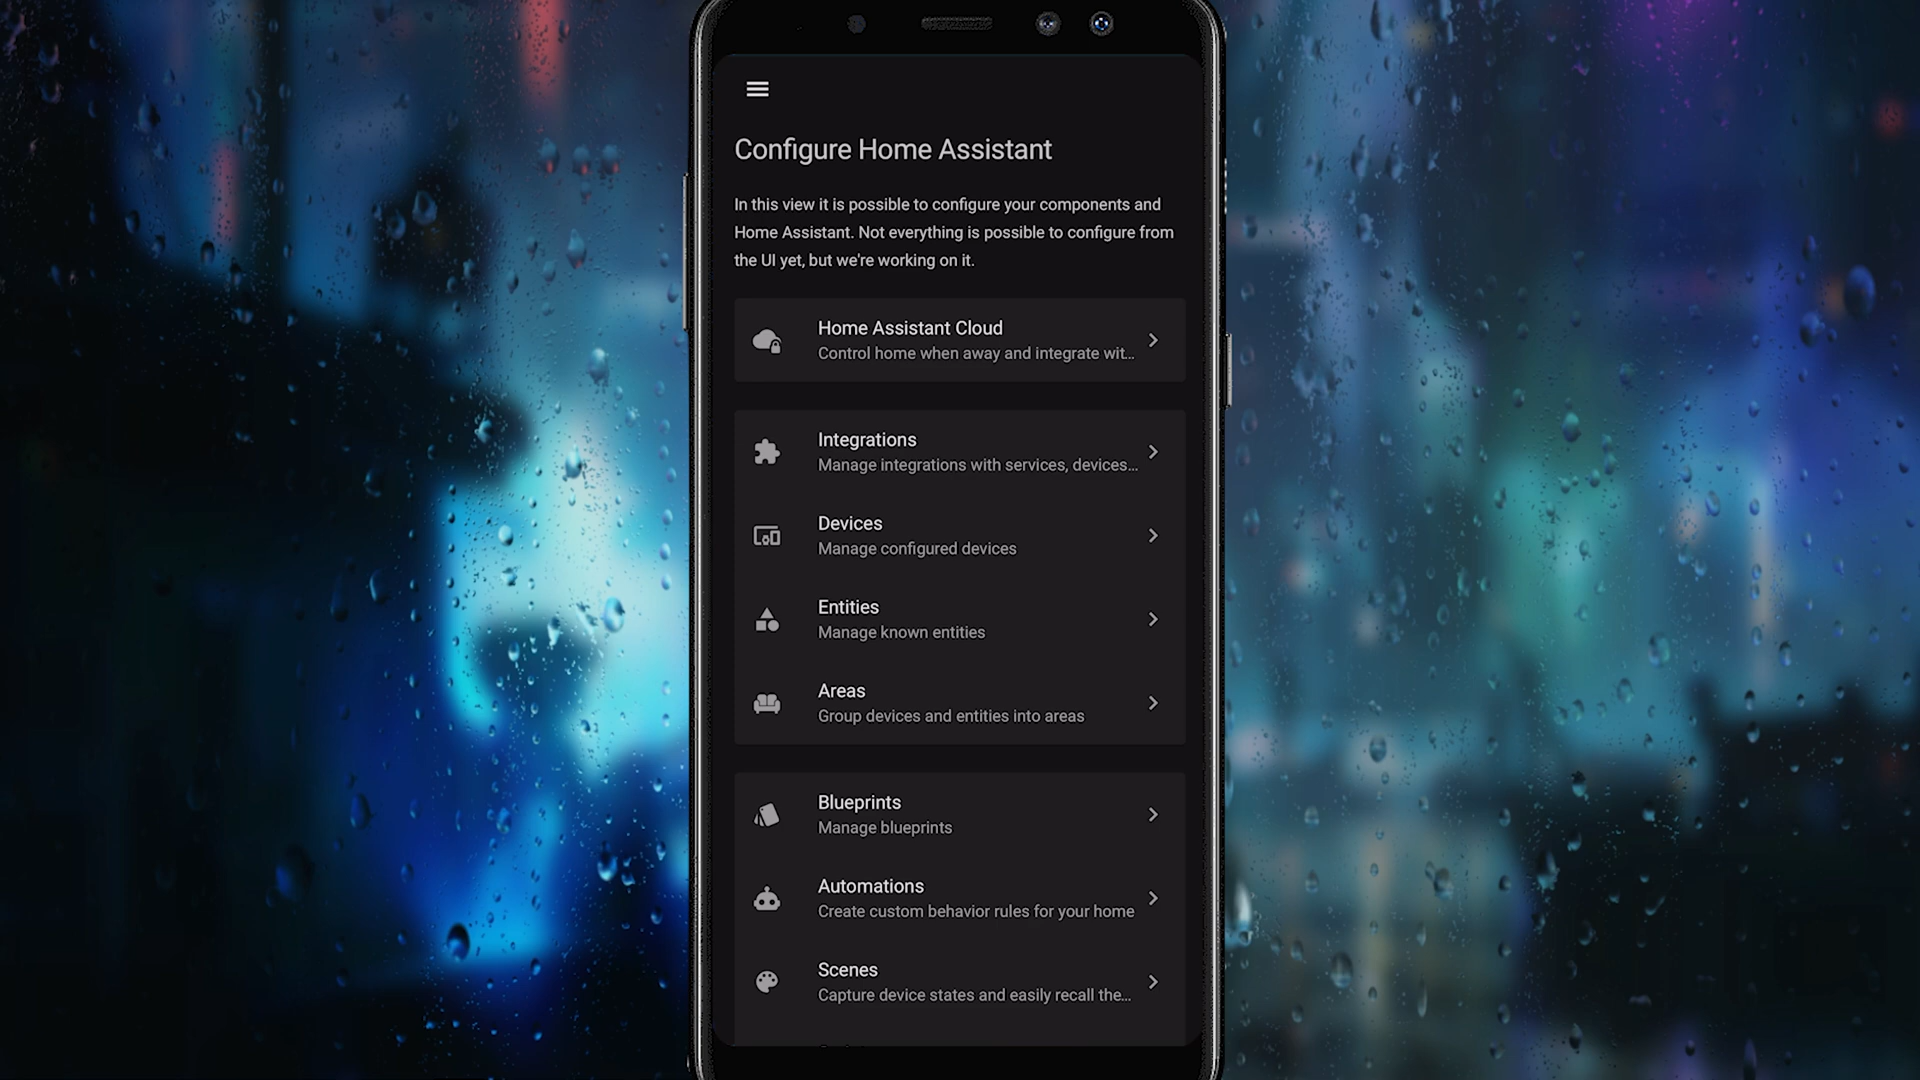 Configure Home Assistant
In this view it is possible to configure your components and
Home Assistant. Not everything is possible to configure from
the UI yet, but we're working on it.
Home Assistant Cloud
Control home when away and integrate wit...
Integrations
Manage integrations with services, devices...
Devices
Manage configured devices
Entities
Manage known entities
Areas
Group devices and entities into areas
Blueprints
Manage blueprints
Automations
Create custom behavior rules for your home
Scenes
Capture device states and easily recall the...